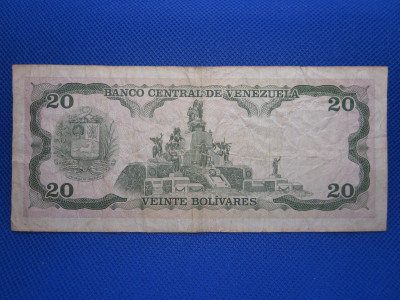 BANCO CENTRAL DE VENEZUELA
20 20
20 20
VEINTE BOLÍVARES